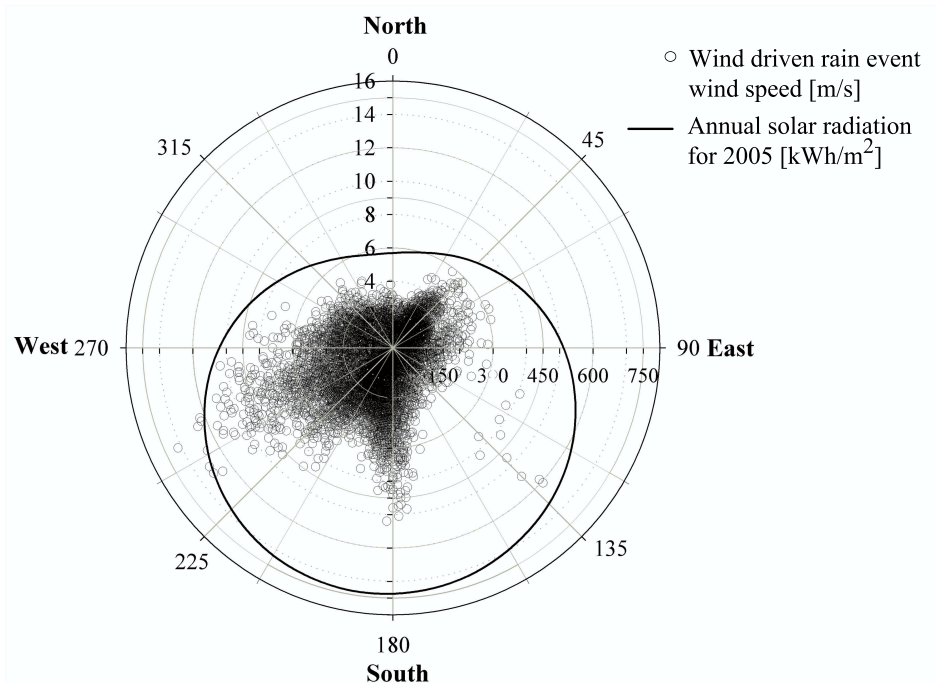 North
0
Wind driven rain event
wind speed [m/s]
Annual solar radiation
for 2005 [kWh/m2]
16
14
12
10
8
6
4
315
45
West 270
90 East
150 3 0 450 600 750
225
135
180
South